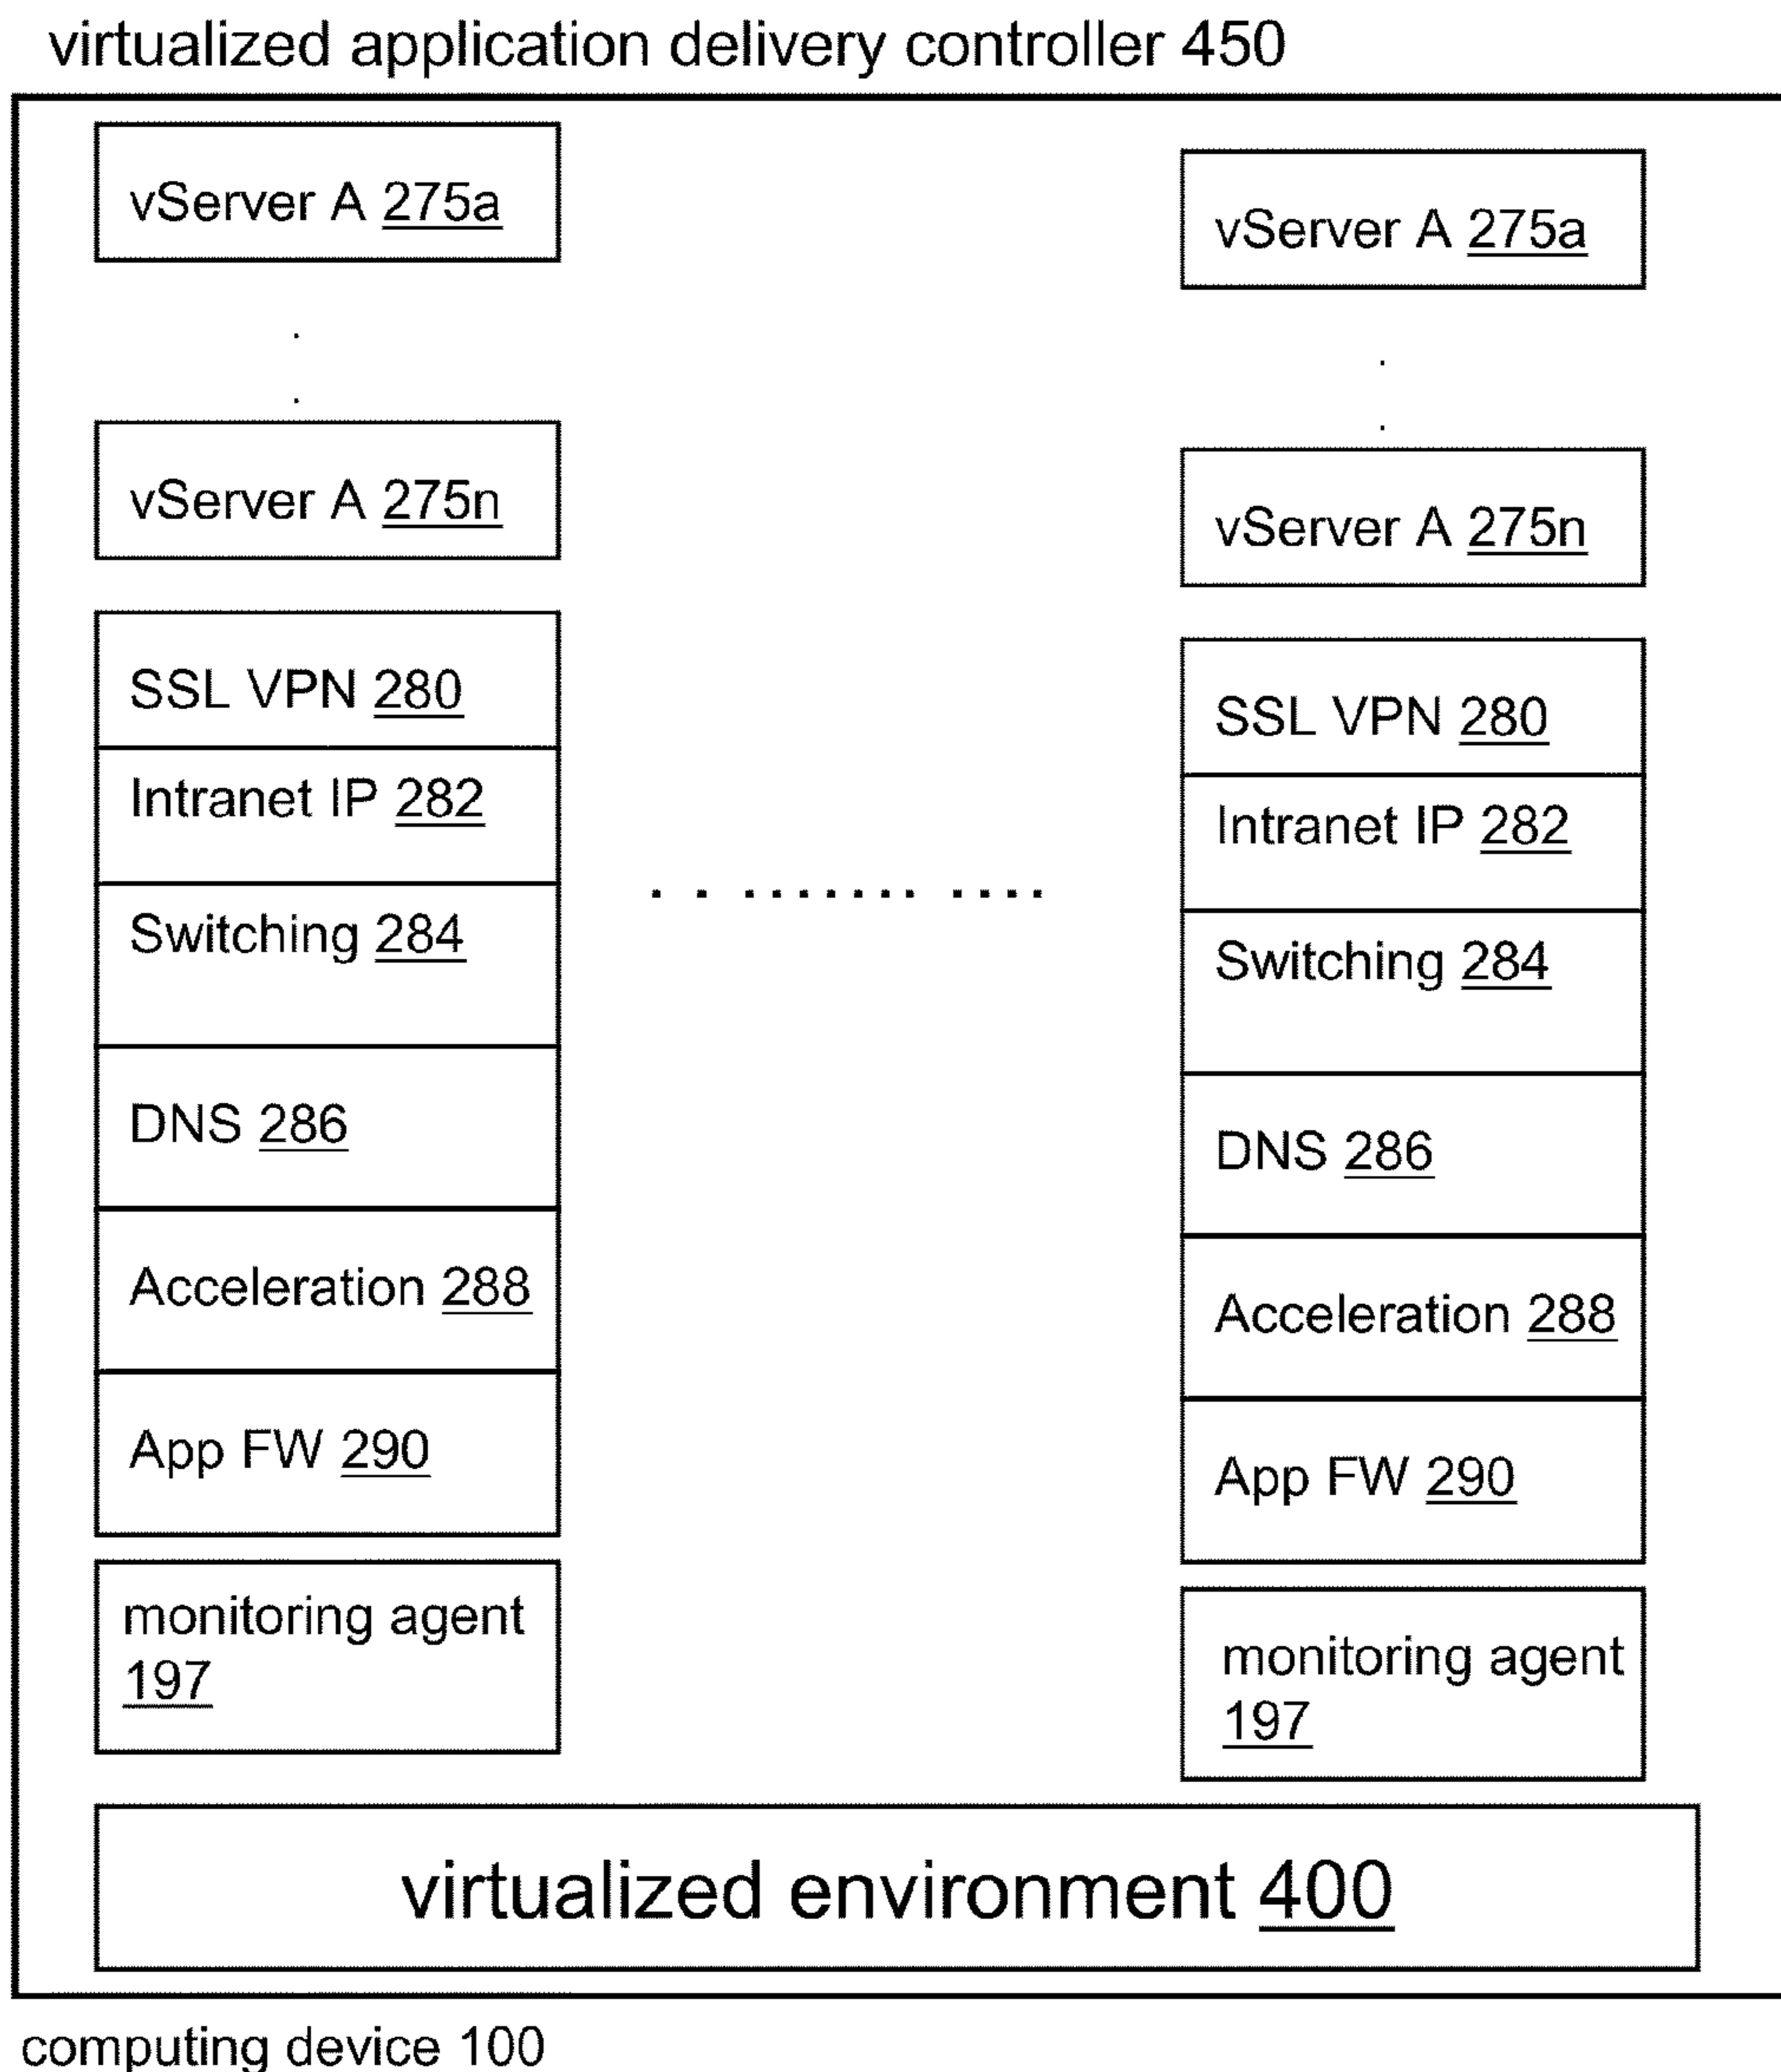 virtualized application delivery controller 450
vServer A 275a
vServer A 275n
SSL VPN 280
Intranet IP 282
Switching 284
DNS 286
Acceleration 288
App FW 290
monitoring agent
197
vServer A 275a
vServer A 275n
SSL VPN 280
Intranet IP 282
Switching 284
DNS 286
Acceleration 288
App FW 290
monitoring agent
197
virtualized environment 400
computing device 100